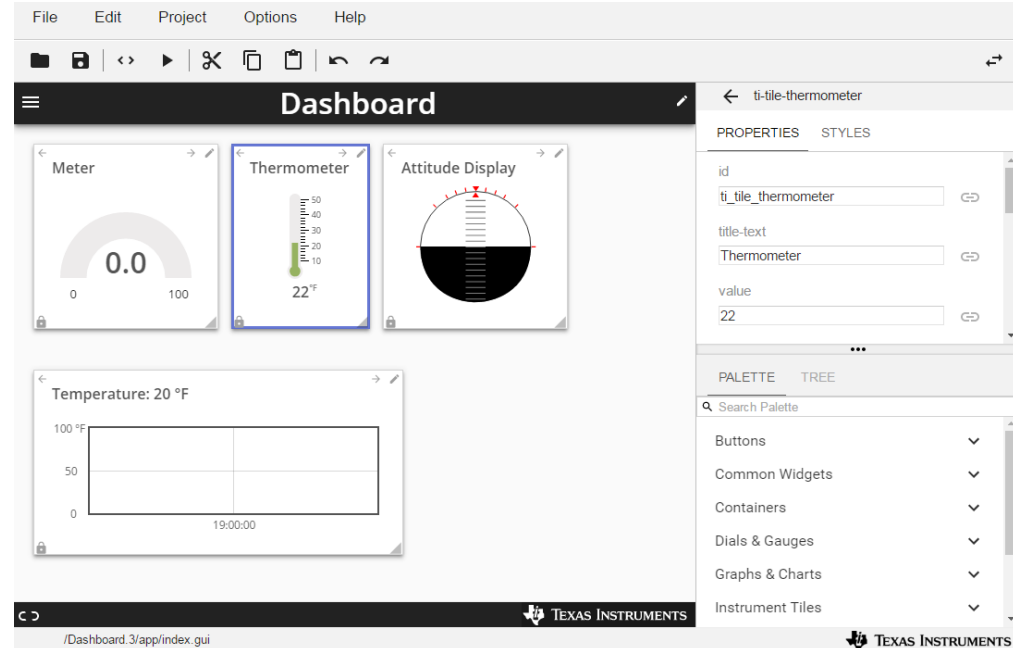 File Edit Project Options Help
Dashboard
ti-tile-thermometer
PROPERTIES STYLES
id
ti_tile_thermometer
title-text
Thermometer
value
22
Meter
0.0
0 100
Thermometer
50
40
30
20
10
22°F
Attitude Display
Temperature: 20 °F
100 °F
50
0
19:00:00
PALETTE TREE
Search Palette
Buttons
Common Widgets
Containers
Dials & Gauges
Graphs & Charts
Instrument Tiles
TEXAS INSTRUMENTS
/Dashboard.3/app/index.gui
TEXAS INSTRUMENTS